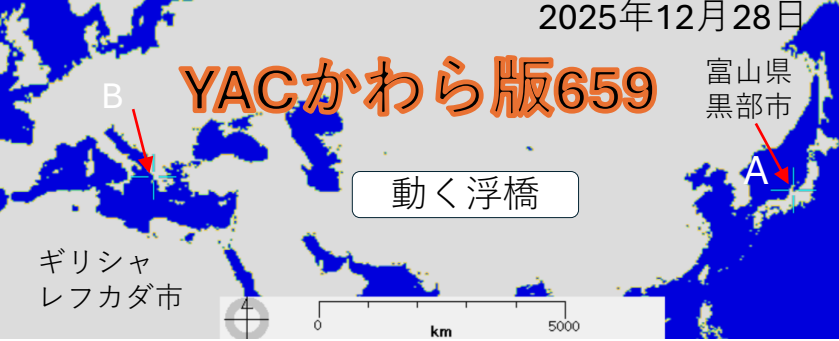 2025年12月28日
YACかわら版659
富山県
黒部市
B
A
動く浮橋
ギリシャ
レフカダ市
0
5000
km